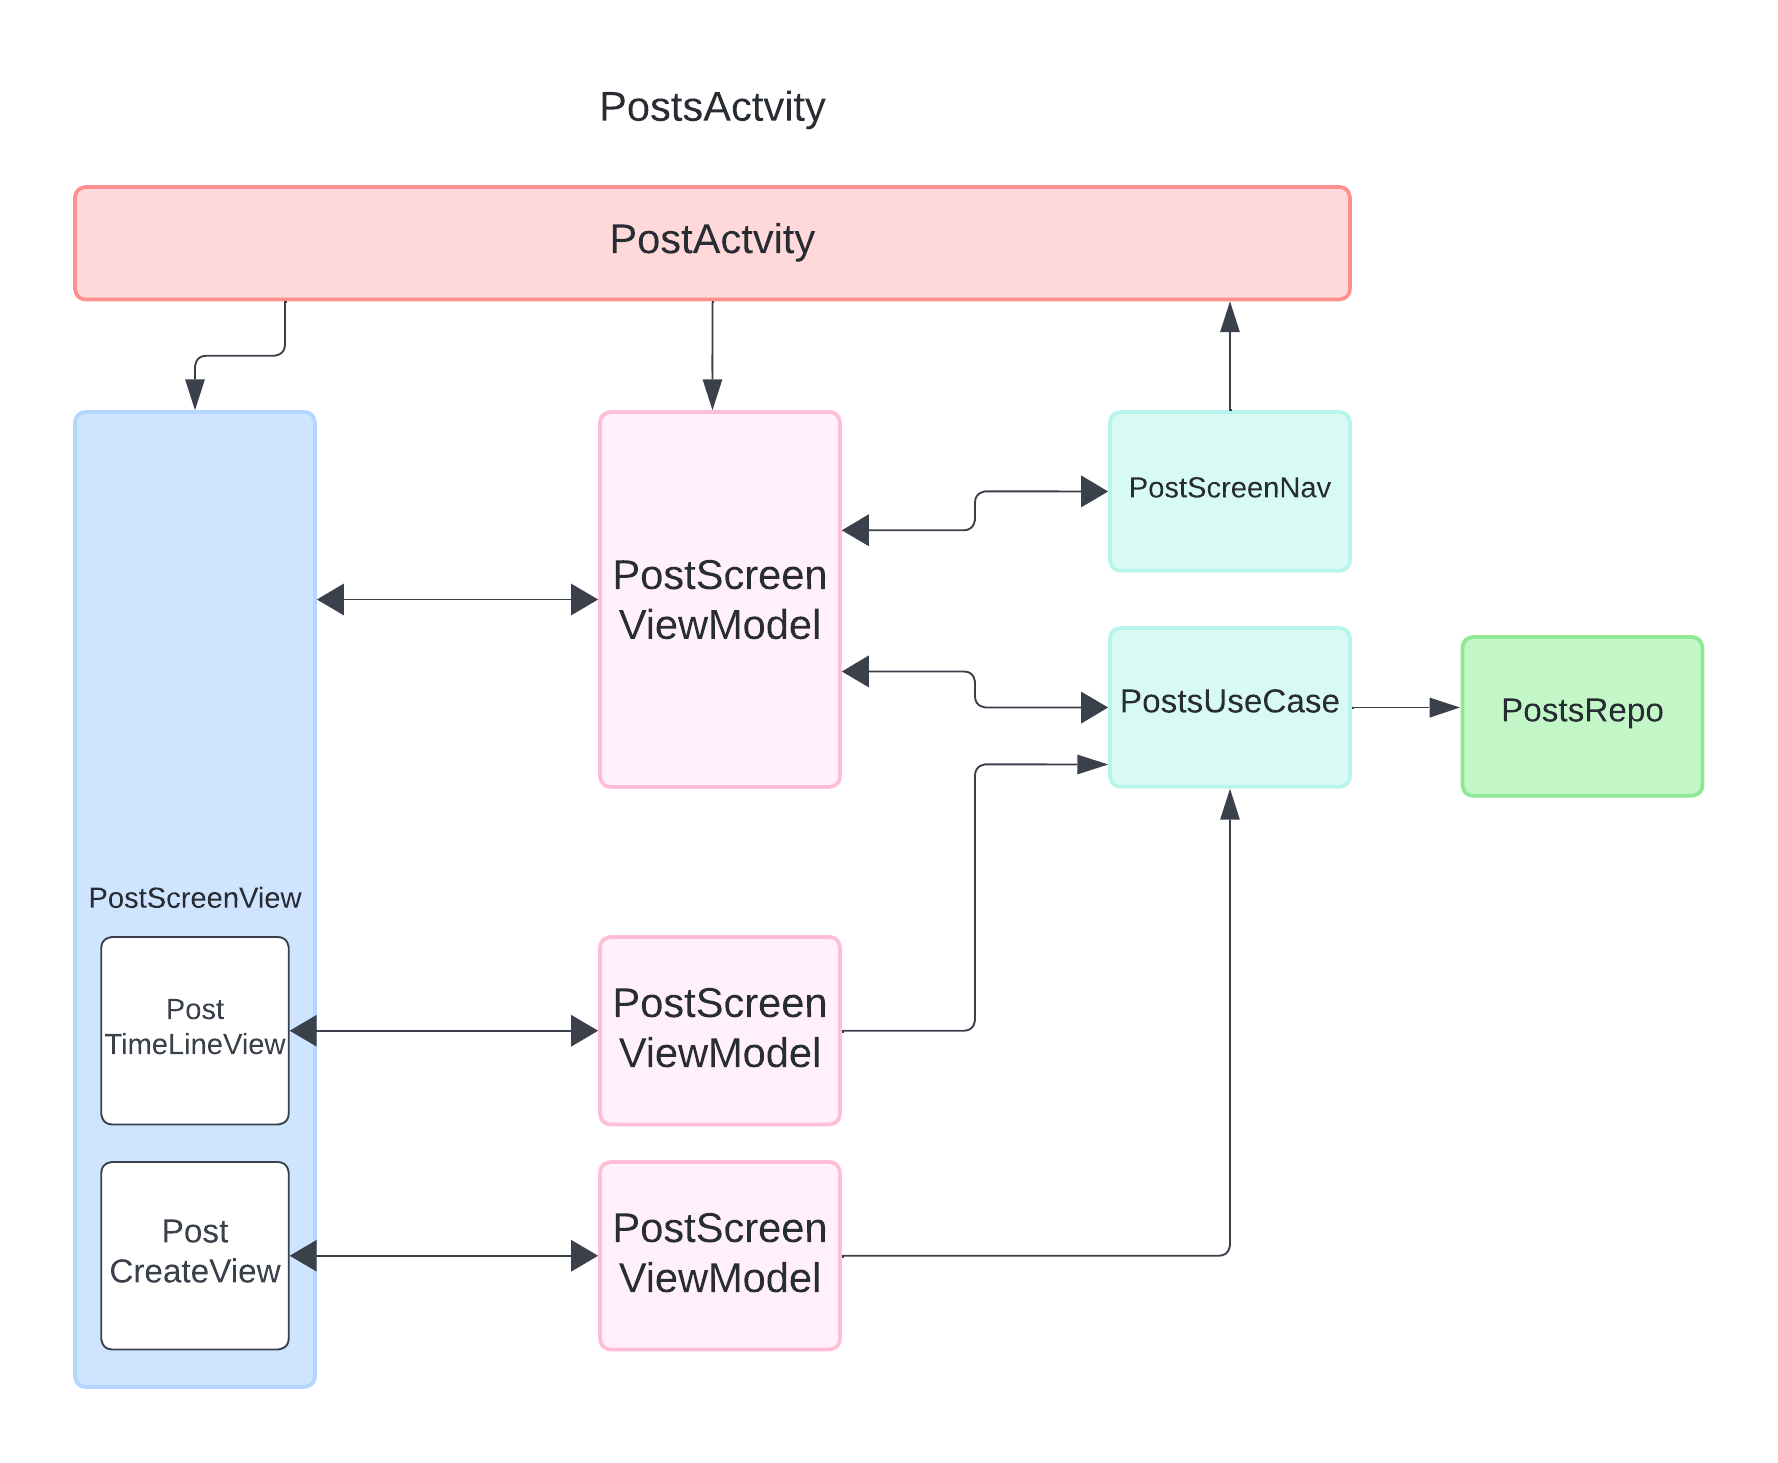 PostsActvity
PostActvity
PostScreenNav
PostScreen
ViewModel
PostsUseCase
PostsRepo
PostScreenView
Post
TimeLineView
PostScreen
ViewModel
Post
CreateView
PostScreen
ViewModel